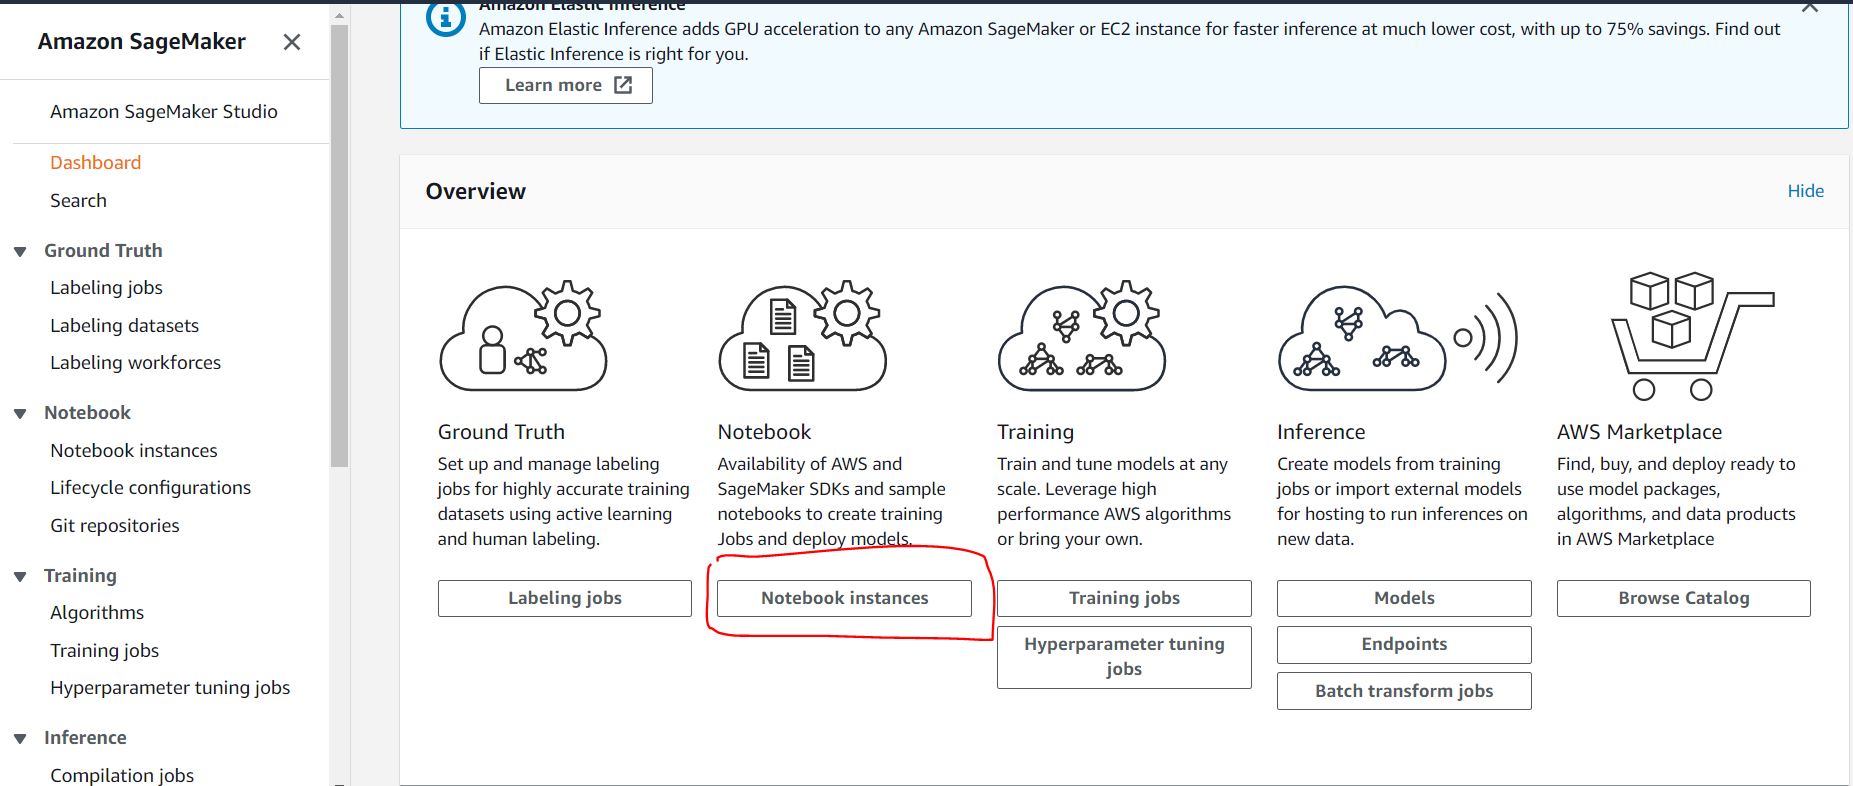 Amazon SageMaker
Amazon SageMaker Studio
Dashboard
Search
Ground Truth
Labeling jobs
Labeling datasets
Labeling workforces
Notebook
Notebook instances
Lifecycle configurations
Git repositories
Training
Algorithms
Training jobs
Hyperparameter tuning jobs
Inference
Compilation jobs
Amazon Elastic Inference
Amazon Elastic Inference adds GPU acceleration to any Amazon SageMaker or EC2 instance for faster inference at much lower cost, with up to 75% savings. Find out
if Elastic Inference is right for you.
Learn more
Overview
Hide
Ground Truth
Set up and manage labeling
jobs for highly accurate training
datasets using active learning
and human labeling.
Labeling jobs
Notebook
Availability of AWS and
SageMaker SDKs and sample
notebooks to create training
Jobs and deploy models.
Notebook instances
Training
Train and tune models at any
scale. Leverage high
performance AWS algorithms
or bring your own.
Training jobs
Hyperparameter tuning
jobs
Inference
Create models from training
jobs or import external models
for hosting to run inferences on
new data.
Models
Endpoints
Batch transform jobs
AWS Marketplace
Find, buy, and deploy ready to
use model packages,
algorithms, and data products
in AWS Marketplace
Browse Catalog